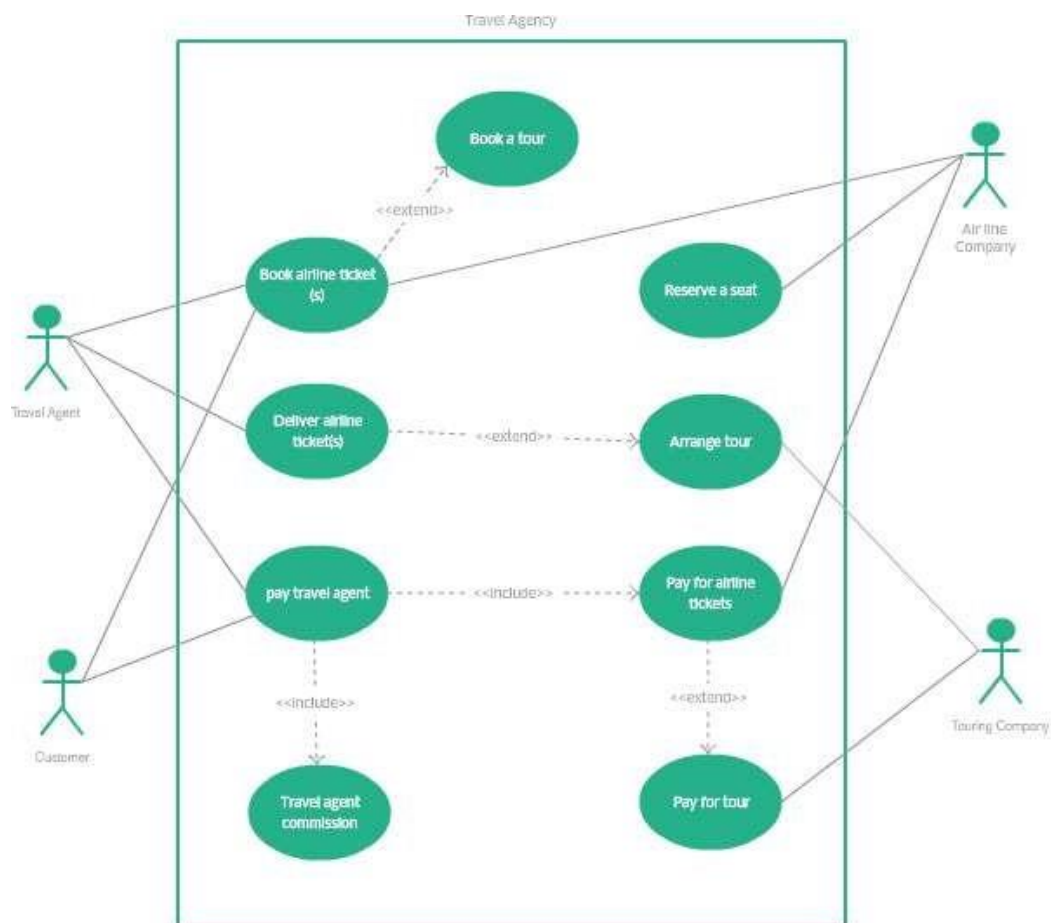 Travel Agency
Book a tour
<<extend>>
Air line
Company
Book airline ticket
(s)
Reserve a seat
Travel Agent
Deliver airline
ticket(s)
<<extend>>
Arrange tour
pay travel agent
<<include>>
Pay for airline
tickets
<<include>>
<<extend>>
Customer
Touring Company
Travel agent
commission
Pay for tour